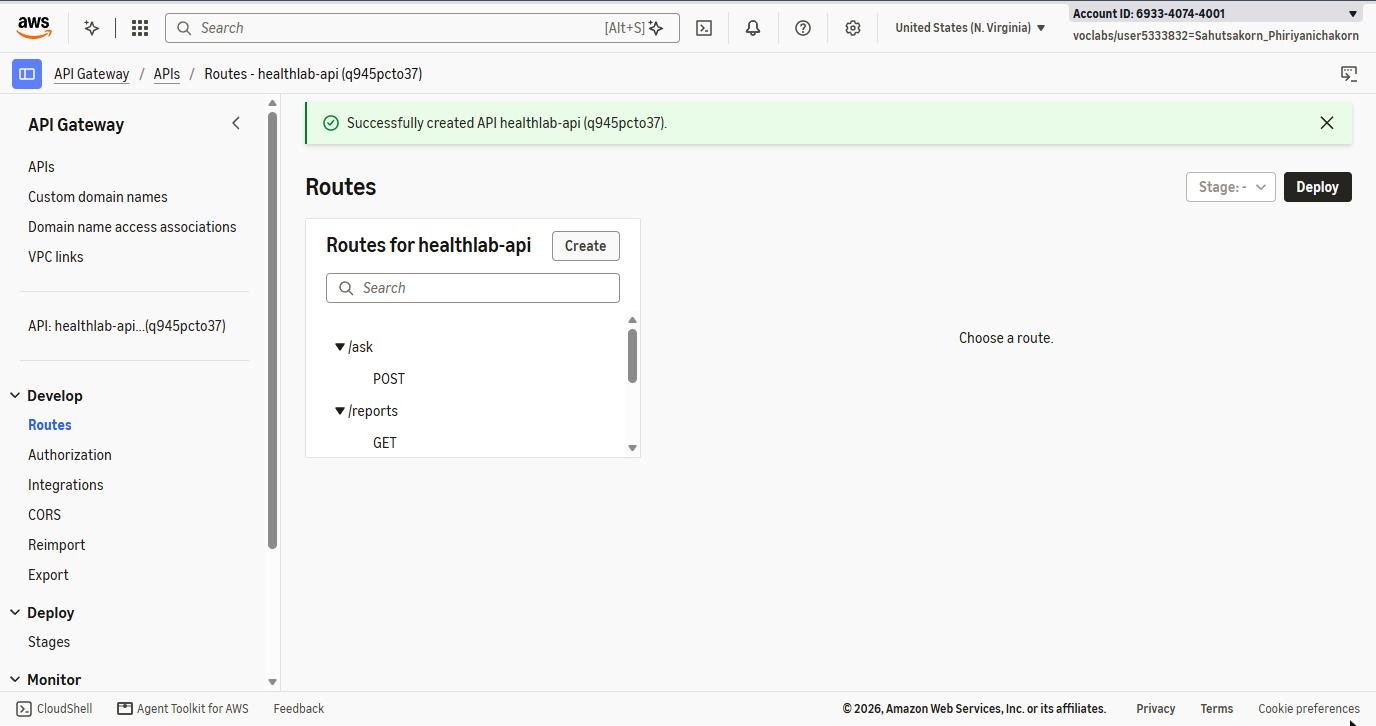 aws
Search
[Alt+S]
United States (N. Virginia)
Account ID: 6933-4074-4001
voclabs/user5333832=Sahutsakorn_Phiriyanichakorn
API Gateway / APIs / Routes - healthlab-api (q945pcto37)
API Gateway
APIs
Custom domain names
Domain name access associations
VPC links
API: healthlab-api...(q945pcto37)
Develop
Routes
Authorization
Integrations
CORS
Reimport
Export
Deploy
Stages
Monitor
Successfully created API healthlab-api (q945pcto37).
Routes
Stage: -
Deploy
Routes for healthlab-api
Create
Search
/ask
POST
/reports
GET
Choose a route.
CloudShell
Agent Toolkit for AWS
Feedback
© 2026, Amazon Web Services, Inc. or its affiliates.
Privacy
Terms
Cookie preferences